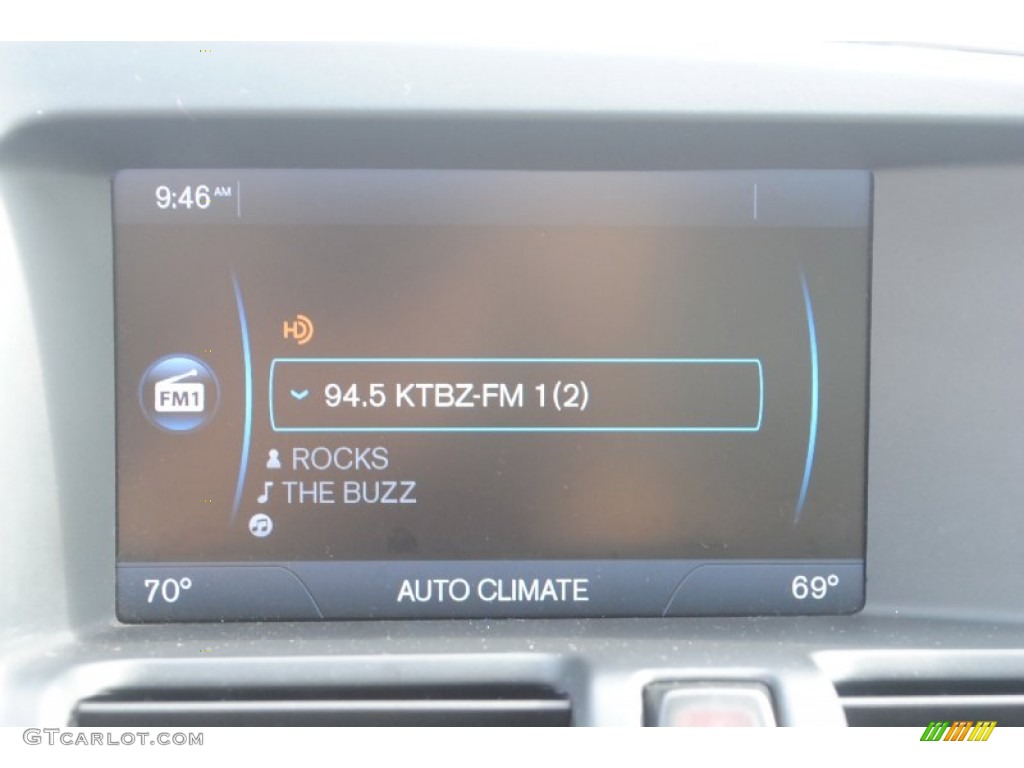 9:46 AM
HD
94.5 KTBZ-FM 1(2)
FM1
ROCKS
THE BUZZ
70° AUTO CLIMATE 69°
GTCARLOT.COM